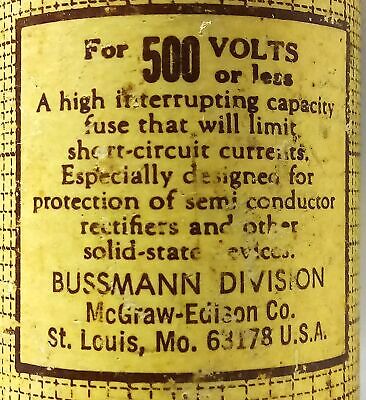 For 500 VOLTS
or less
A high interrupting capacity
fuse that will limit
short-circuit currents.
Especially designed for
protection of semi conductor
rectifiers and other
solid-state devices.
BUSSMANN DIVISION
McGraw-Edison Co.
St. Louis, Mo. 63178 U.S.A.